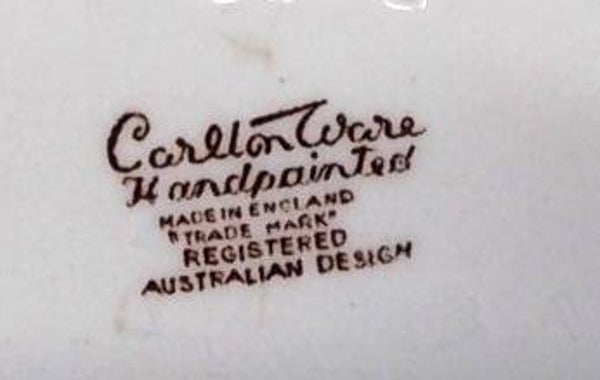 Carlton Ware
Handpainted
MADE IN ENGLAND
"TRADE MARK"
REGISTERED
AUSTRALIAN DESIGN